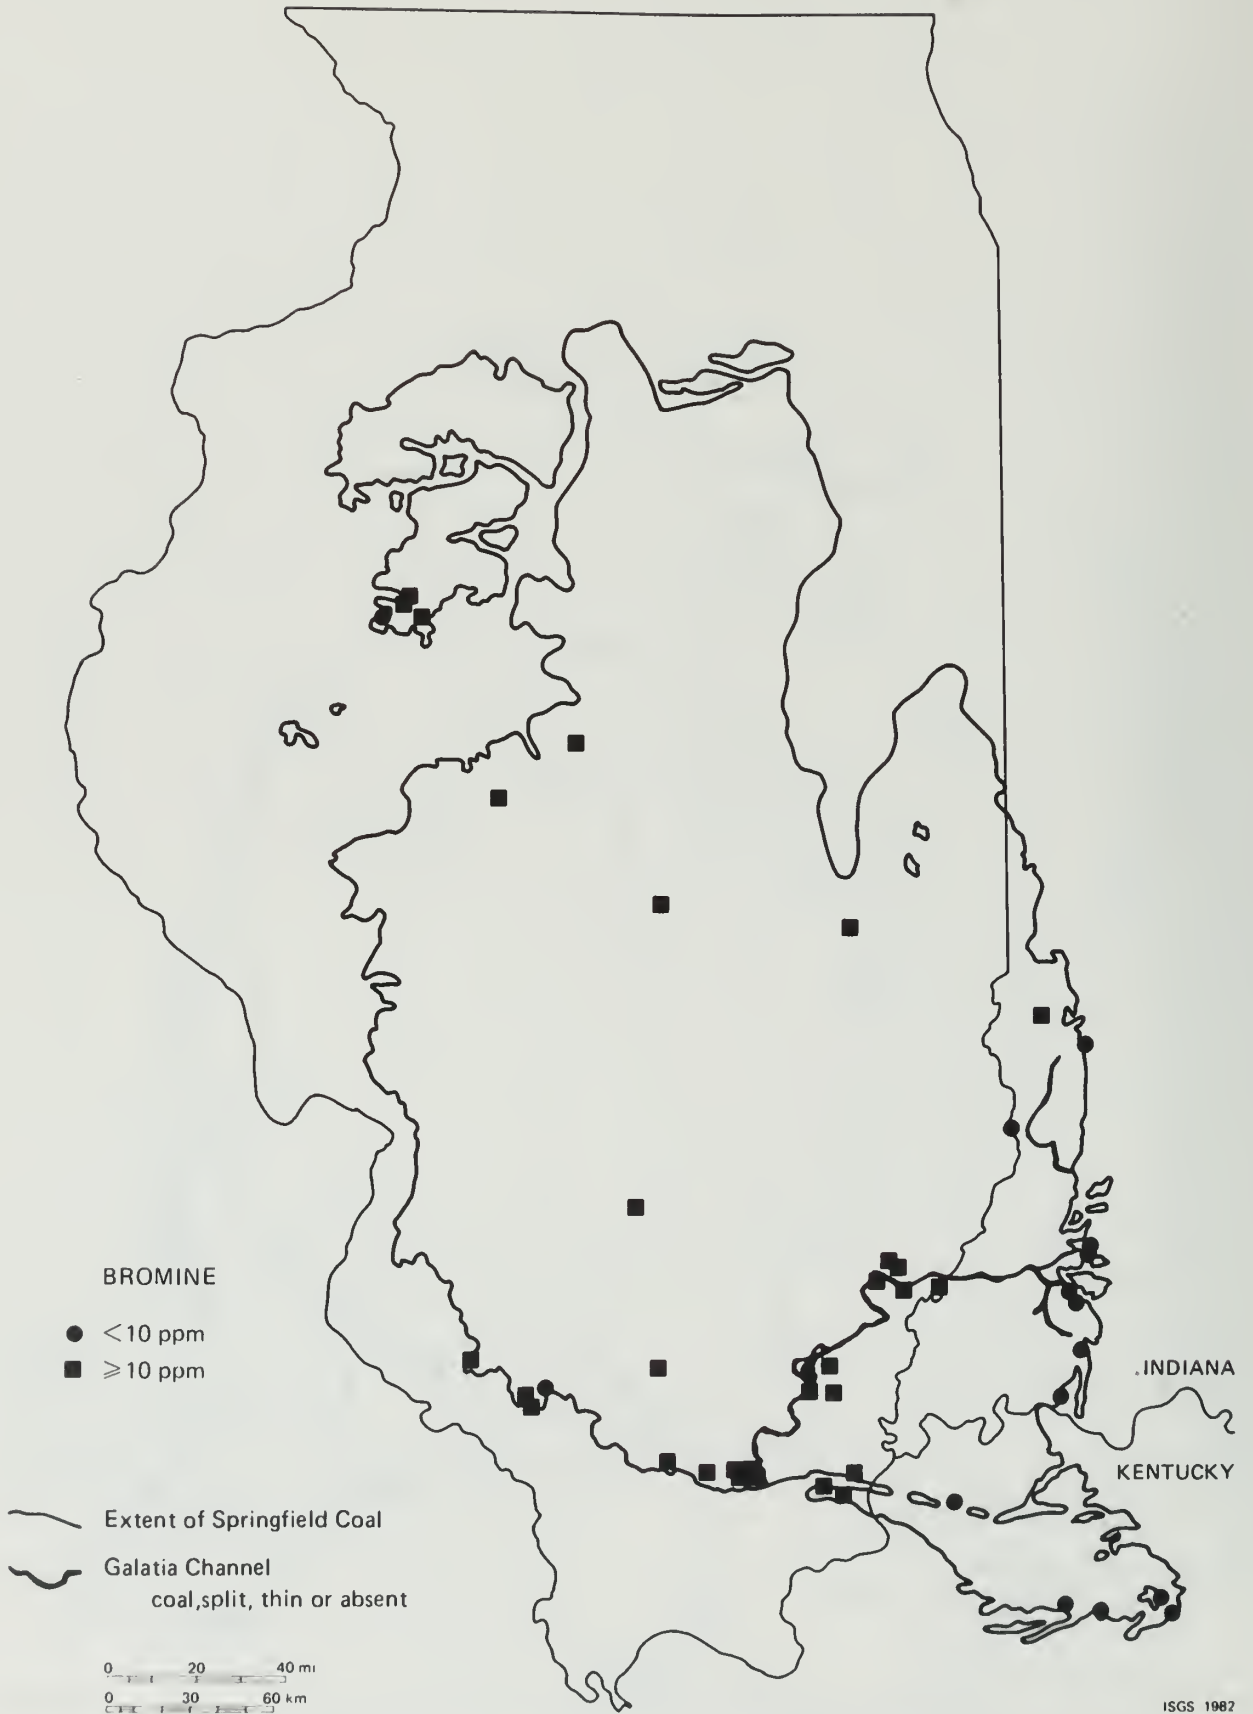 BROMINE
<10 ppm
⩾10 ppm
.INDIANA
KENTUCKY
Extent of Springfield Coal
Galatia Channel
coal,split, thin or absent
0 20 40 mi
0 30 60 km
ISGS 1982